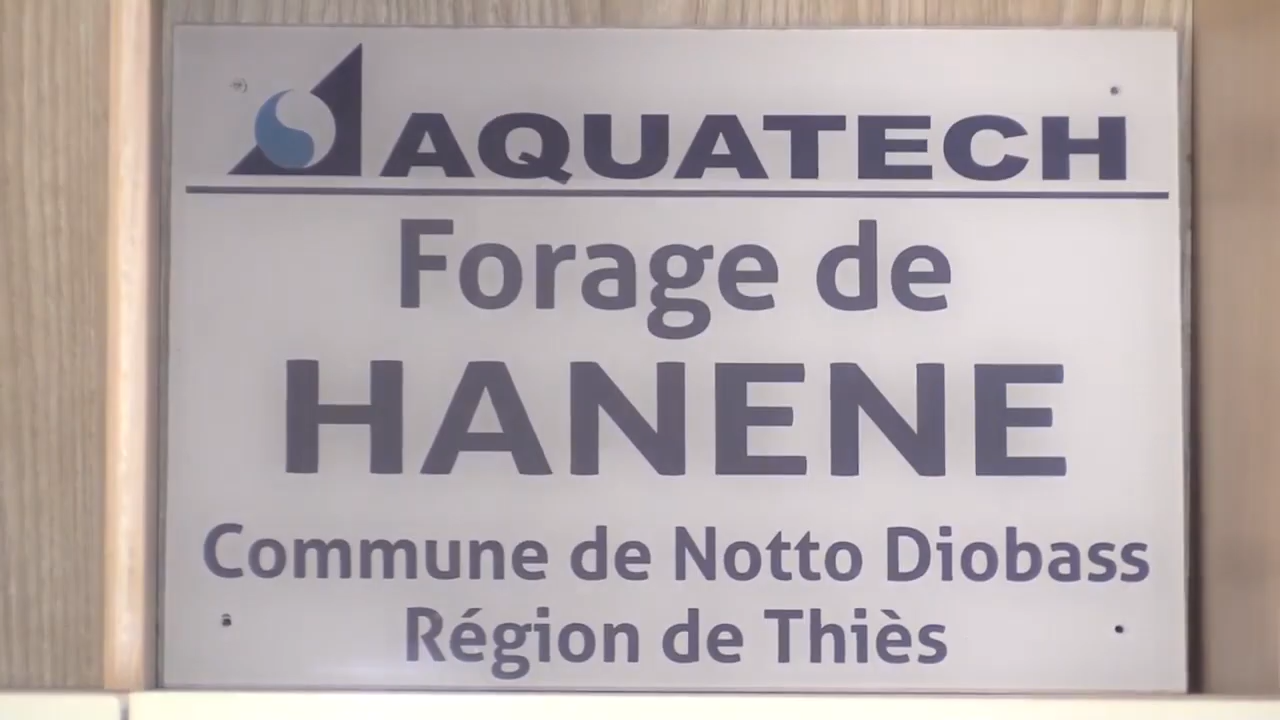 AQUATECH
Forage de
HANENE
Commune de Notto Diobass
Région de Thiès